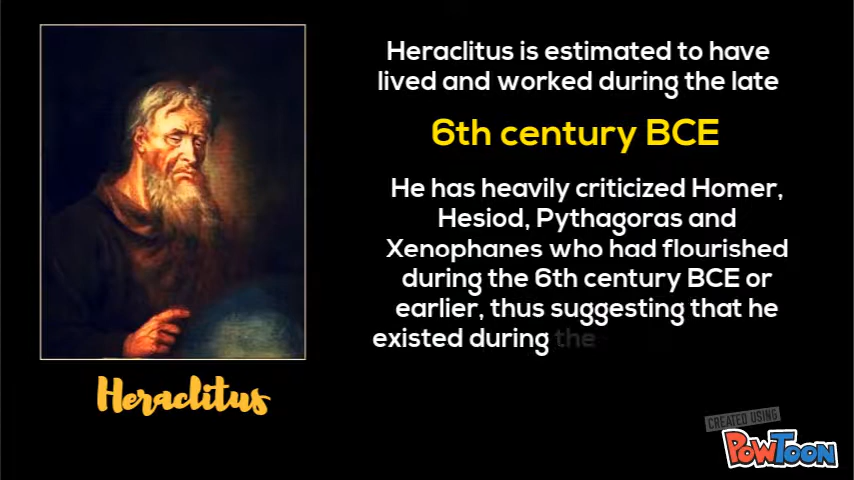 Heraclitus is estimated to have
lived and worked during the late
6th century BCE
He has heavily criticized Homer,
Hesiod, Pythagoras and
Xenophanes who had flourished
during the 6th century BCE or
earlier, thus suggesting that he
existed during the
Heraclitus
CREATED USING
POWTOON